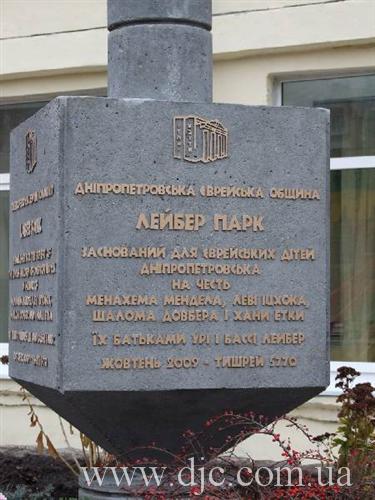 ДНІПРОПЕТРОВСЬКА ЄВРЕЙСЬКА ОБЩИНА
ЛЕЙБЕР ПАРК
ЗАСНОВАНИЙ ДЛЯ ЄВРЕЙСЬКИХ ДІТЕЙ
ДНІПРОПЕТРОВСЬКА
НА ЧЕСТЬ
МЕНАХЕМА МЕНДЕЛА, ЛЕВІ ІЦХОКА,
ШАЛОМА ДОВБЕРА І ХАНИ ЕТКИ
ЇХ БАТЬКАМИ УРІ І БАССІ ЛЕЙБЕР
ЖОВТЕНЬ 2009 - ТИШРЕЙ 5770
www.djc.com.ua